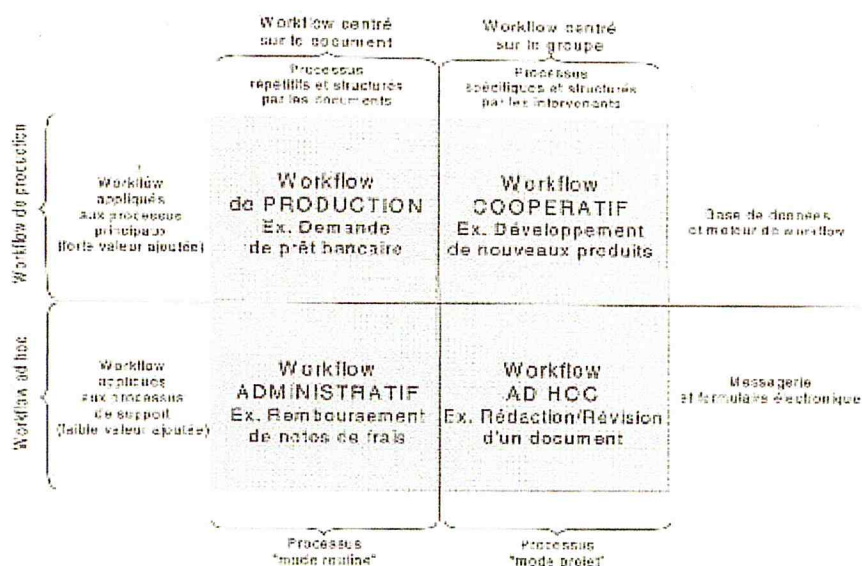 Workflow centré
sur le document
Workflow centré
sur le groupe
Processus
répétitifs et structurés
par les documents
Processus
spécifiques et structurés
par les intervenants
Workflow de production
Workflow
appliqués
aux processus
principaux
(forte valeur ajoutée)
Workflow
de PRODUCTION
Ex. Demande
de prêt bancaire
Workflow
COOPERATIF
Ex. Développement
de nouveaux produits
Base de données
et moteur de workflow
Workflow ad hoc
Workflow
appliques
aux processus
de support
(faible valeur ajoutée)
Workflow
ADMINISTRATIF
Ex. Remboursement
de notes de frais
Workflow
AD HOC
Ex. Rédaction/Révision
d'un document
Messagerie
et formulaire électronique
Processus
"mode routine"
Processus
"mode projet"